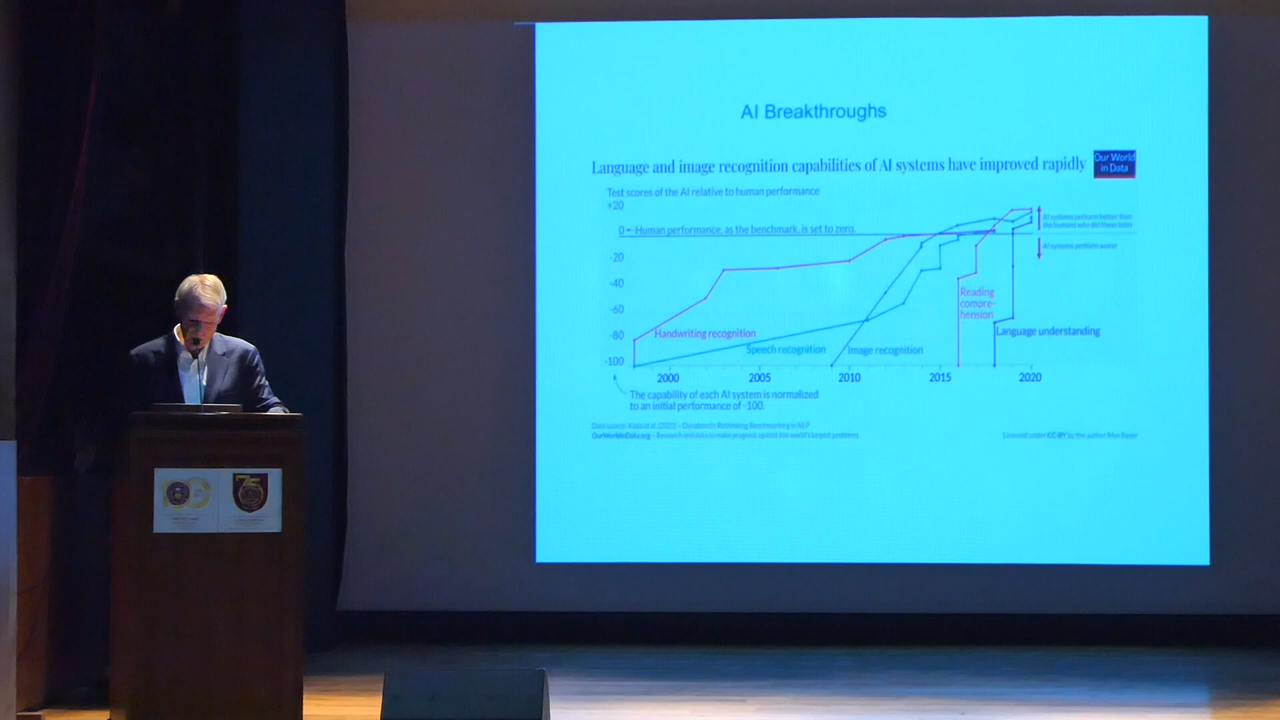 AI Breakthroughs
Language and image recognition capabilities of AI systems have improved rapidly
Our World
in Data
Test scores of the AI relative to human performance
+20
0
Human performance, as the benchmark, is set to zero.
AI systems perform better than
the humans who did these tests
AI systems perform worse
-20
-40
-60
-80
-100
Handwriting recognition
Speech recognition
Image recognition
Reading
compre-
hension
Language understanding
2000
2005
2010
2015
2020
The capability of each AI system is normalized
to an initial performance of -100.
Data source: Kiela et al. (2021) – Dynabench: Rethinking Benchmarking in NLP
OurWorldinData.org – Research and data to make progress against the world's largest problems.
Licensed under CC-BY by the author Max Roser
75